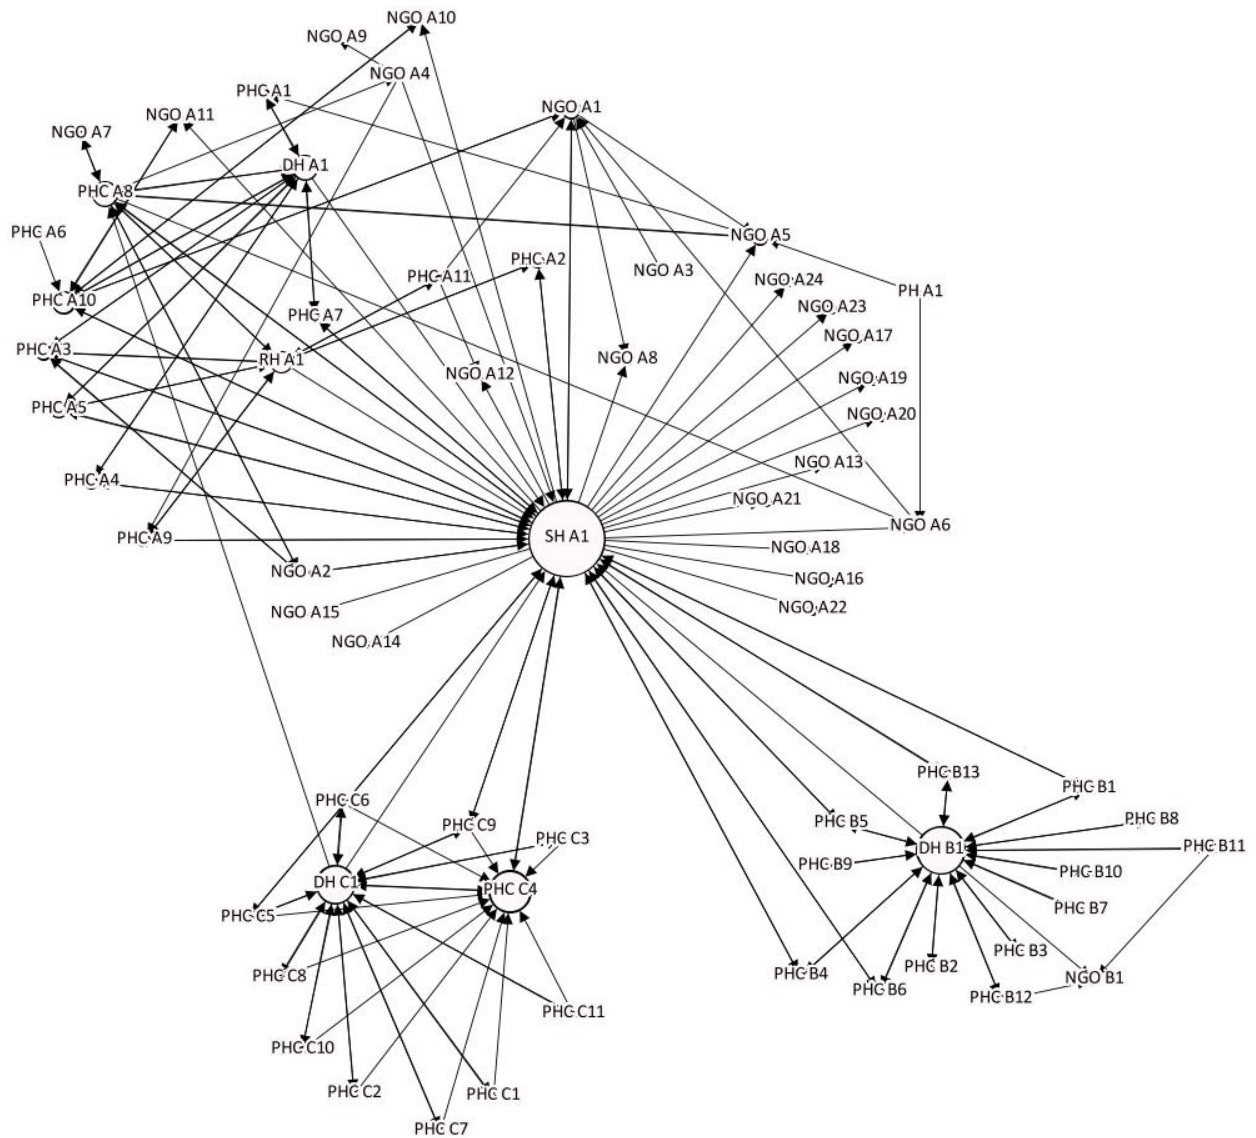 NGO A10
NGO A9
NGO A4
PHC A1
NGO A1
NGO A11
NGO A7
DH A1
PHC A8
PHC A6
NGO A5
PHC A2
NGO A3
PHC A11
NGO A24
PH A1
PHC A10
NGO A23
PHC A7
NGO A17
PHC A3
RH A1
NGO A8
NGO A12
NGO A19
PHC A5
NGO A20
NGO A13
PHC A4
NGO A21
NGO A6
SH A1
PHC A9
NGO A18
NGO A2
NGO A16
NGO A22
NGO A15
NGO A14
PHC B13
PHC B1
PHC C6
PHC B8
PHC B5
PHC C9
PHC C3
PHC B11
DH B1
PHC B9
PHC B10
DH C1
PHC C4
PHC B7
PHC C5
PHC B3
PHC B2
PHC B4
PHC C8
NGO B1
PHC B6
PHC B12
PHC C11
PHC C10
PHC C2
PHC C1
PHC C7